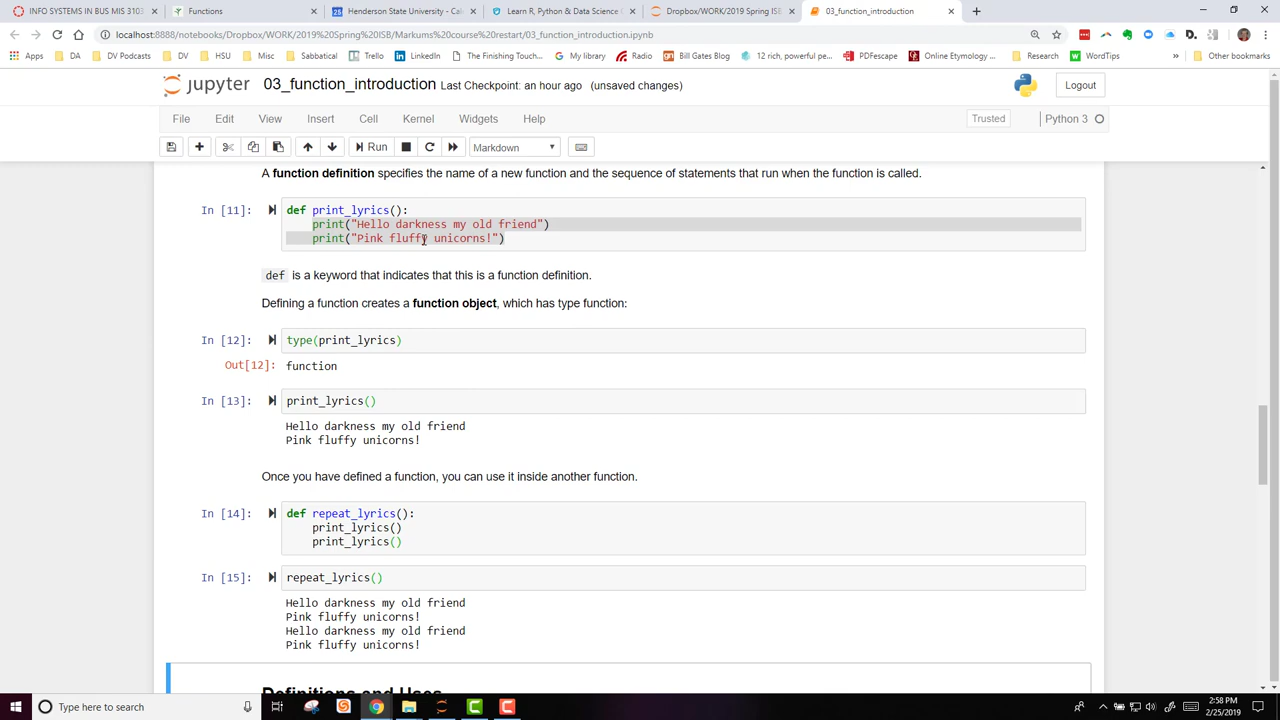 INFO SYSTEMS IN BUS MIS 3103
Functions
Henderson State University - Cale
Learn R, Python & Data Science O
Dropbox/WORK/2019 Spring ISB/
03_function_introduction
localhost:8888/notebooks/Dropbox/WORK/2019%20Spring%20ISB/Markus%20course%20restart/03_function_introduction.ipynb
Apps
DA
DV Podcasts
DV
HSU
Misc
Sabbatical
Trello
LinkedIn
The Finishing Touch...
My library
Radio
Bill Gates Blog
12 rich, powerful pe...
PDFescape
Online Etymology ...
Research
WordTips
»
Other bookmarks
jupyter 03_function_introduction Last Checkpoint: an hour ago (unsaved changes)
Logout
File Edit View Insert Cell Kernel Widgets Help
Trusted
Python 3
Run
Markdown
A function definition specifies the name of a new function and the sequence of statements that run when the function is called.
In [11]: def print_lyrics():
print("Hello darkness my old friend")
print("Pink fluffy unicorns!")
def is a keyword that indicates that this is a function definition.
Defining a function creates a function object, which has type function:
In [12]: type(print_lyrics)
Out[12]: function
In [13]: print_lyrics()
Hello darkness my old friend
Pink fluffy unicorns!
Once you have defined a function, you can use it inside another function.
In [14]: def repeat_lyrics():
print_lyrics()
print_lyrics()
In [15]: repeat_lyrics()
Hello darkness my old friend
Pink fluffy unicorns!
Hello darkness my old friend
Pink fluffy unicorns!
Definitions and Uses
Type here to search
2:58 PM
2/25/2019